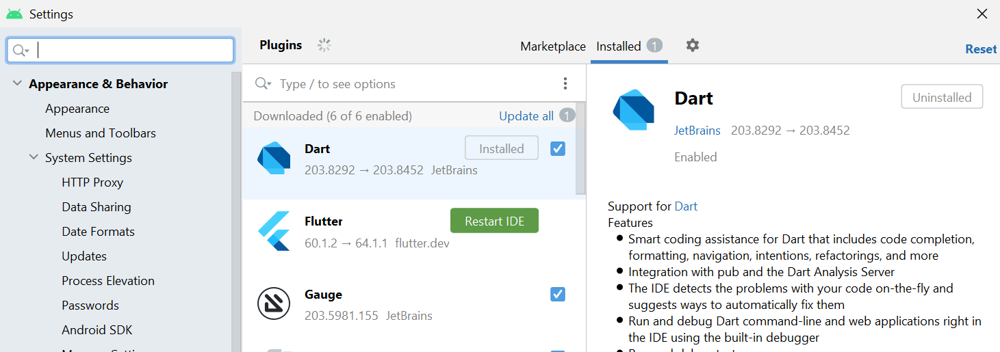 Settings
Appearance & Behavior
Appearance
Menus and Toolbars
System Settings
HTTP Proxy
Data Sharing
Date Formats
Updates
Process Elevation
Passwords
Android SDK
Plugins
Marketplace
Installed 1
Reset
Type / to see options
Downloaded (6 of 6 enabled)
Update all 1
Dart
Installed
203.8292 → 203.8452 JetBrains
Flutter
Restart IDE
60.1.2 → 64.1.1 flutter.dev
Gauge
203.5981.155 JetBrains
Dart
Uninstalled
JetBrains 203.8292 → 203.8452
Enabled
Support for Dart
Features
● Smart coding assistance for Dart that includes code completion,
formatting, navigation, intentions, refactorings, and more
● Integration with pub and the Dart Analysis Server
● The IDE detects the problems with your code on-the-fly and
suggests ways to automatically fix them
● Run and debug Dart command-line and web applications right in
the IDE using the built-in debugger